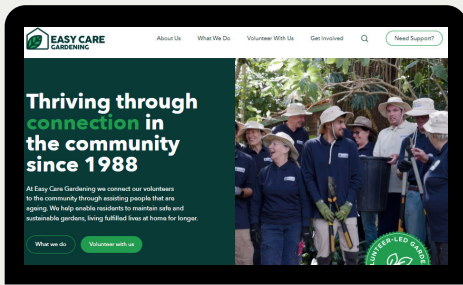 EASY CARE
GARDENING
About Us
What We Do
Volunteer With Us
Get Involved
Need Support?
Thriving through
connection in
the community
since 1988
At Easy Care Gardening we connect our volunteers
to the community through assisting people that are
ageing. We help enable residents to maintain safe and
sustainable gardens, living fulfilled lives at home for longer.
What we do
Volunteer with us
VOLUNTEER-LED GARDE